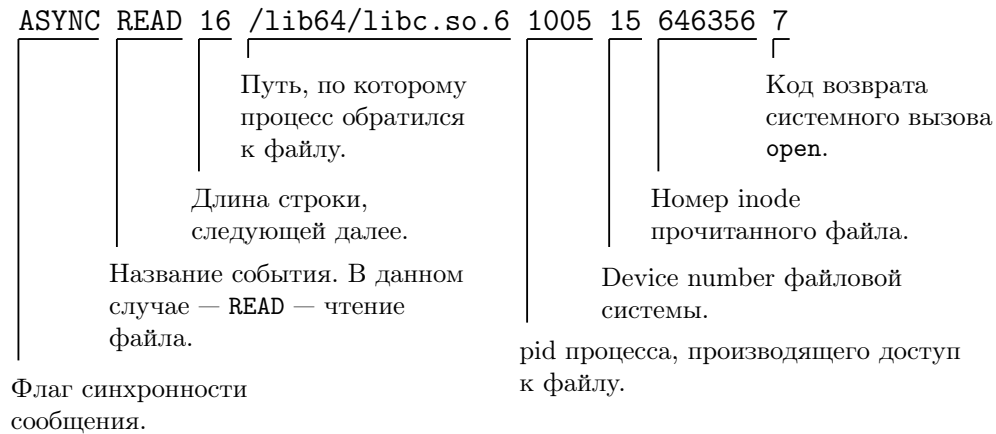 ASYNC READ 16 /lib64/libc.so.6 1005 15 646356 7
Путь, по которому
процесс обратился
к файлу.
Код возврата
системного вызова
open.
Длина строки,
следующей далее.
Номер inode
прочитанного файла.
Название события. В данном
случае — READ — чтение
файла.
Device number файловой
системы.
pid процесса, производящего доступ
к файлу.
Флаг синхронности
сообщения.